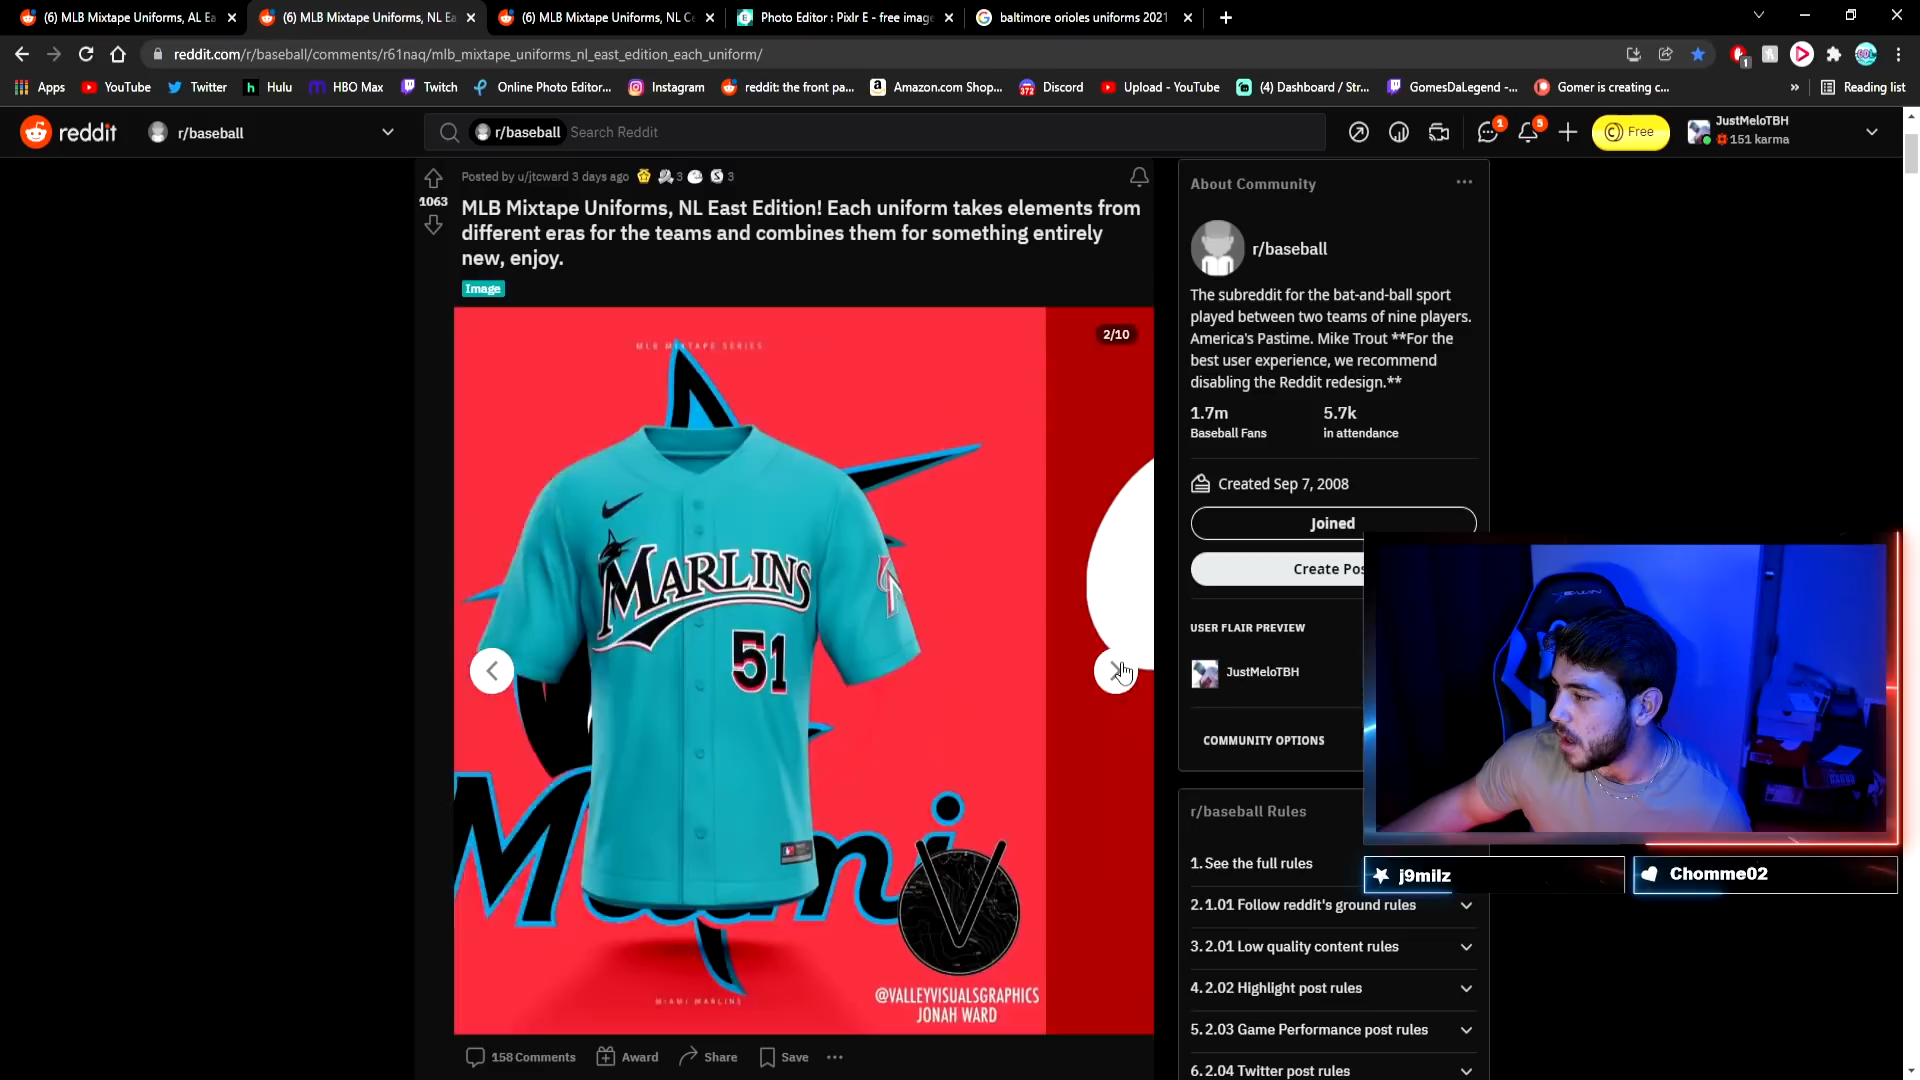 (6) MLB Mixtape Uniforms, AL Ea
(6) MLB Mixtape Uniforms, NL Ea
(6) MLB Mixtape Uniforms, NL Ce
Photo Editor : Pixlr E - free image
baltimore orioles uniforms 2021
reddit.com/r/baseball/comments/r61naq/mlb_mixtape_uniforms_nl_east_edition_each_uniform/
1
Apps
YouTube
Twitter
h Hulu
HBO Max
Twitch
Online Photo Editor...
Instagram
reddit: the front pa...
Amazon.com Shop...
372 Discord
Upload - YouTube
(4) Dashboard / Str...
GomesDaLegend -...
Gomer is creating c...
»
Reading list
reddit
r/baseball
r/baseball Search Reddit
1
5
Free
JustMeloTBH
151 karma
1063
Posted by u/jtcward 3 days ago
3
3
MLB Mixtape Uniforms, NL East Edition! Each uniform takes elements from
different eras for the teams and combines them for something entirely
new, enjoy.
Image
2/10
MLB MIXTAPE SERIES
MARLINS
51
Miami
MIAMI MARLINS
@VALLEYVISUALSGRAPHICS
JONAH WARD
158 Comments
Award
Share
Save
About Community
r/baseball
The subreddit for the bat-and-ball sport
played between two teams of nine players.
America's Pastime. Mike Trout **For the
best user experience, we recommend
disabling the Reddit redesign.**
1.7m
5.7k
Baseball Fans
in attendance
Created Sep 7, 2008
Joined
Create Pos
USER FLAIR PREVIEW
JustMeloTBH
COMMUNITY OPTIONS
r/baseball Rules
1. See the full rules
2. 1.01 Follow reddit's ground rules
3. 2.01 Low quality content rules
4. 2.02 Highlight post rules
5. 2.03 Game Performance post rules
6. 2.04 Twitter post rules
j9milz
Chomme02